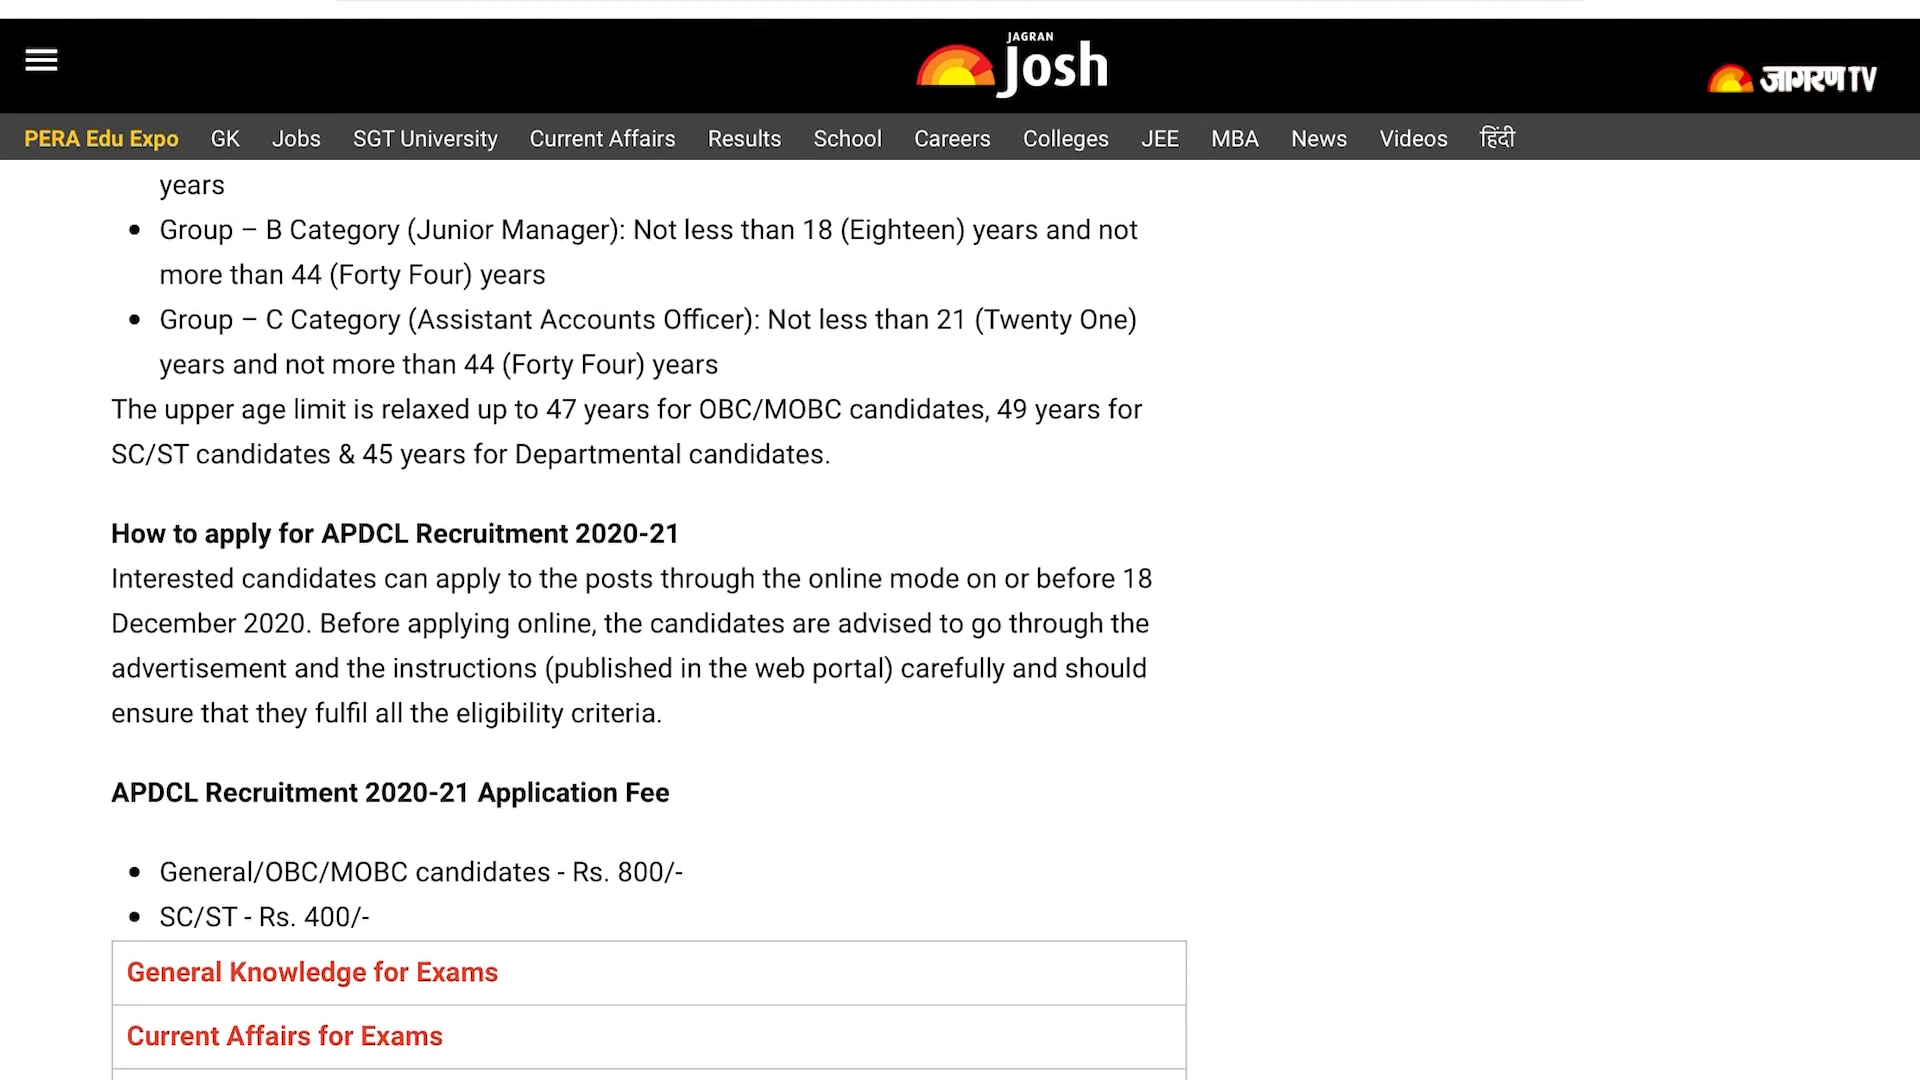 JAGRAN
Josh
जागरण TV
PERA Edu Expo GK Jobs SGT University Current Affairs Results School Careers Colleges JEE MBA News Videos हिंदी
years
• Group – B Category (Junior Manager): Not less than 18 (Eighteen) years and not
more than 44 (Forty Four) years
• Group – C Category (Assistant Accounts Officer): Not less than 21 (Twenty One)
years and not more than 44 (Forty Four) years
The upper age limit is relaxed up to 47 years for OBC/MOBC candidates, 49 years for
SC/ST candidates & 45 years for Departmental candidates.
How to apply for APDCL Recruitment 2020-21
Interested candidates can apply to the posts through the online mode on or before 18
December 2020. Before applying online, the candidates are advised to go through the
advertisement and the instructions (published in the web portal) carefully and should
ensure that they fulfil all the eligibility criteria.
APDCL Recruitment 2020-21 Application Fee
• General/OBC/MOBC candidates - Rs. 800/-
• SC/ST - Rs. 400/-
General Knowledge for Exams
Current Affairs for Exams